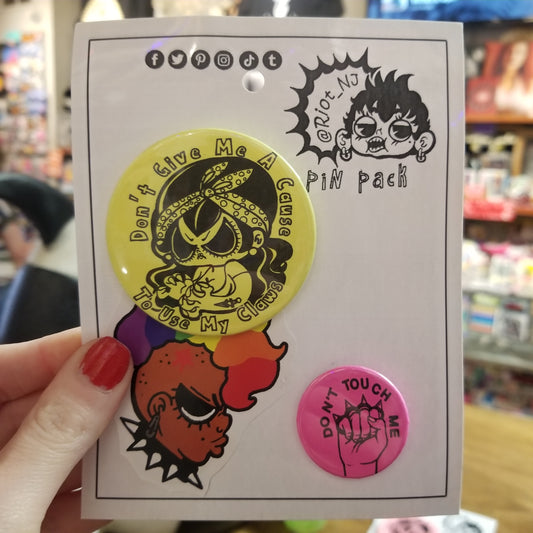 @Riot_NJ
PiN pack
Don't Give Me A Cause
To Use My Claws
DON'T TOUCH ME